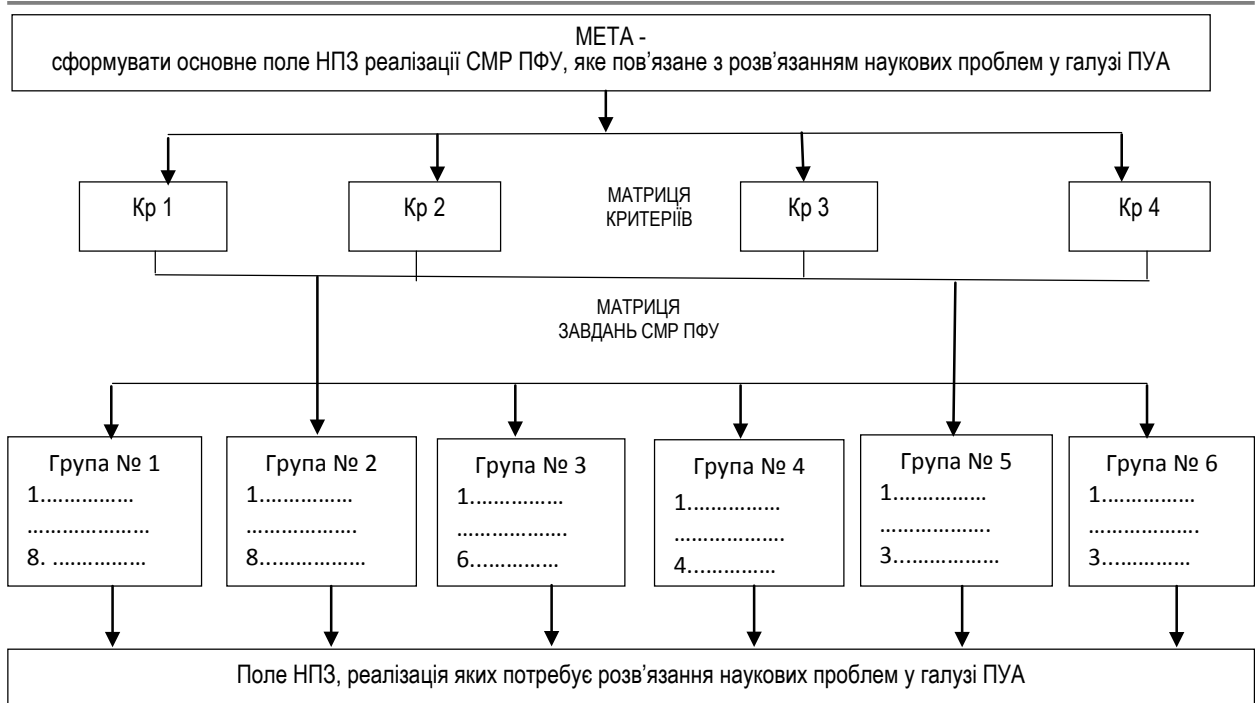 МЕТА -
сформувати основне поле НПЗ реалізації СМР ПФУ, яке пов’язане з розв’язанням наукових проблем у галузі ПУА
Кр 1
Кр 2
МАТРИЦЯ
КРИТЕРІЇВ
Кр 3
Кр 4
МАТРИЦЯ
ЗАВДАНЬ СМР ПФУ
Група № 1
1.……………
………………….
8. ……………
Група № 2
1.……………
……………….
8.……………..
Група № 3
1.……………
……………….
6.……………
Група № 4
1.……………
……………….
4.……………
Група № 5
1.……………
……………….
3.……………..
Група № 6
1.……………
……………….
3.……………
Поле НПЗ, реалізація яких потребує розв’язання наукових проблем у галузі ПУА